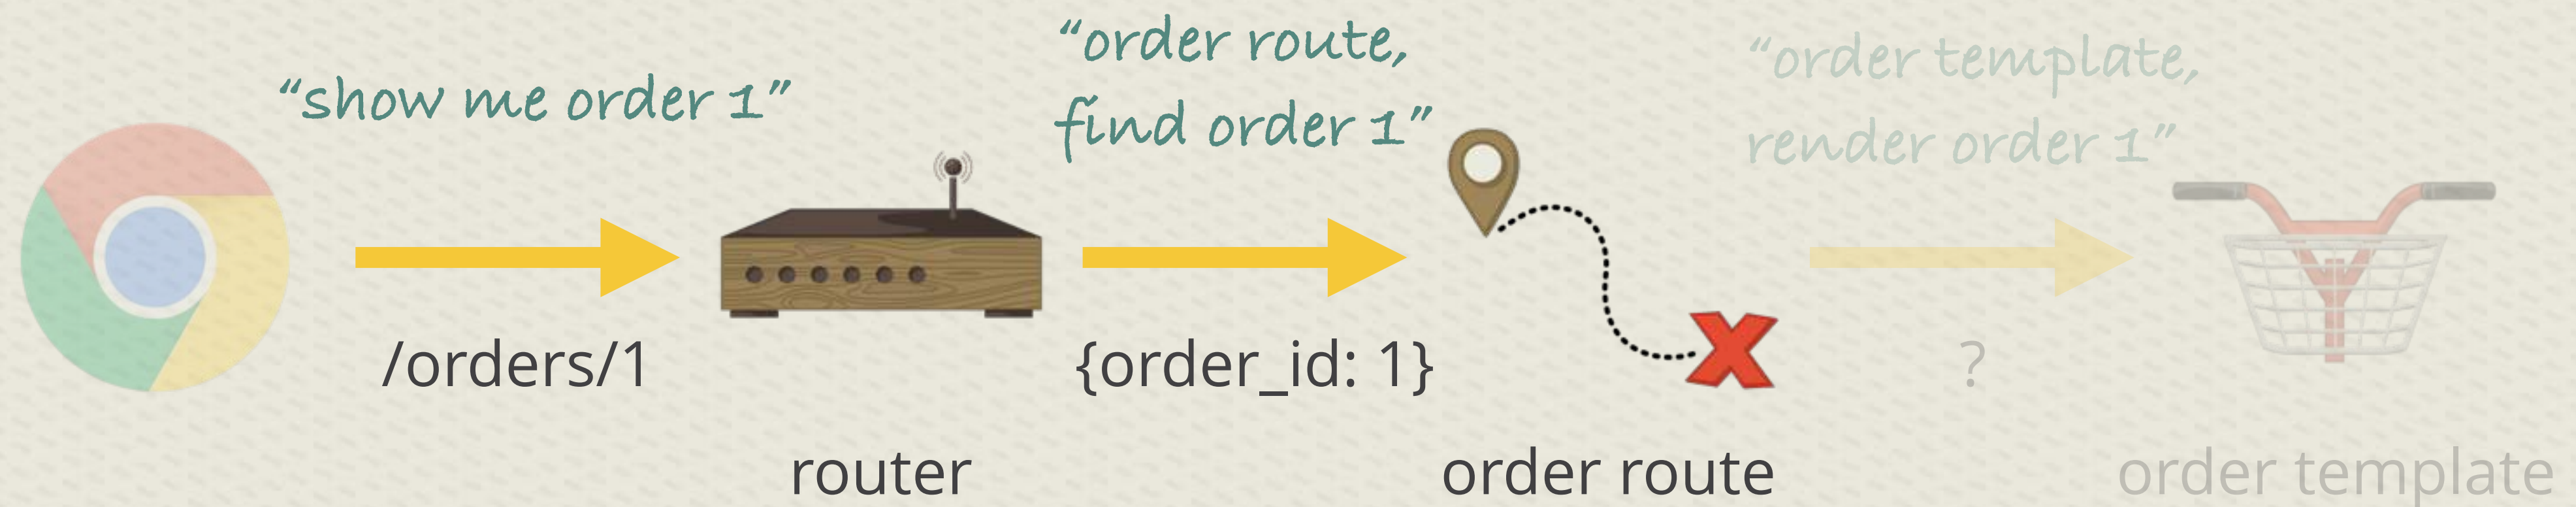 “show me order 1”
/orders/1
router
“order route,
find order 1”
{order_id: 1}
order route
“order template,
render order 1”
?
order template